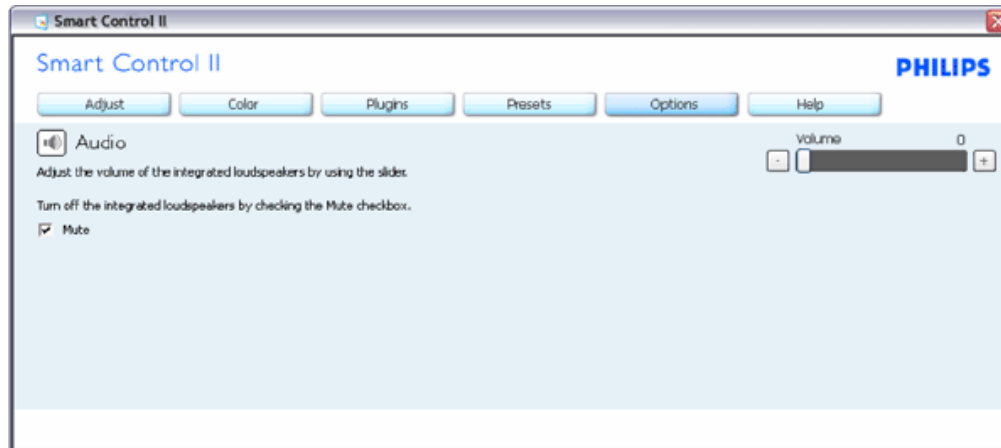 Smart Control II
Smart Control II
PHILIPS
Adjust Color Plugins Presets Options Help
Audio
Volume 0
- +
Adjust the volume of the integrated loudspeakers by using the slider.
Turn off the integrated loudspeakers by checking the Mute checkbox.
Mute